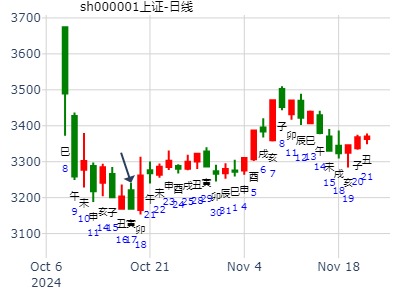 sh000001上证-日线
3700
3600
3500
3400
3300
3200
3100
巳
8
午
9
未
10
申
11
亥
14
子
15
丑
16
寅
17
卯
18
午
21
未
22
申
23
酉
24
戌
25
丑
28
寅
29
卯
30
辰
31
巳
1
申
4
酉
5
戌
6
亥
7
子
8
卯
11
辰
12
巳
13
午
14
未
15
戌
18
亥
19
子
20
丑
21
Oct 6
2024
Oct 21
Nov 4
Nov 18